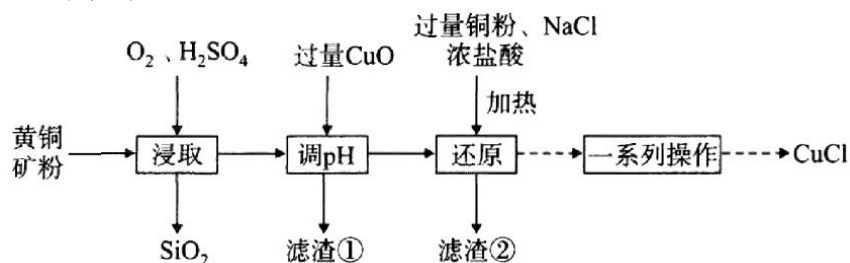 过量铜粉、NaCl
O₂、H₂SO₄
过量CuO
浓盐酸
加热
黄铜
矿粉
浸取
调pH
还原
一系列操作
CuCl
SiO₂
滤渣①
滤渣②